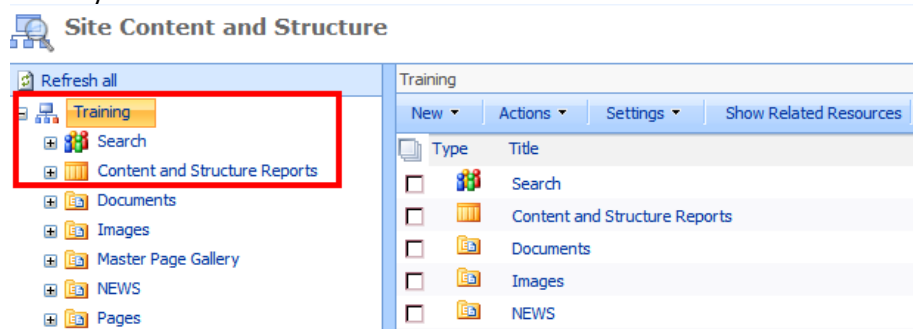 Site Content and Structure
Refresh all
Training
Search
Content and Structure Reports
Documents
Images
Master Page Gallery
NEWS
Pages
Training
New Actions Settings Show Related Resources
Type Title
Search
Content and Structure Reports
Documents
Images
NEWS